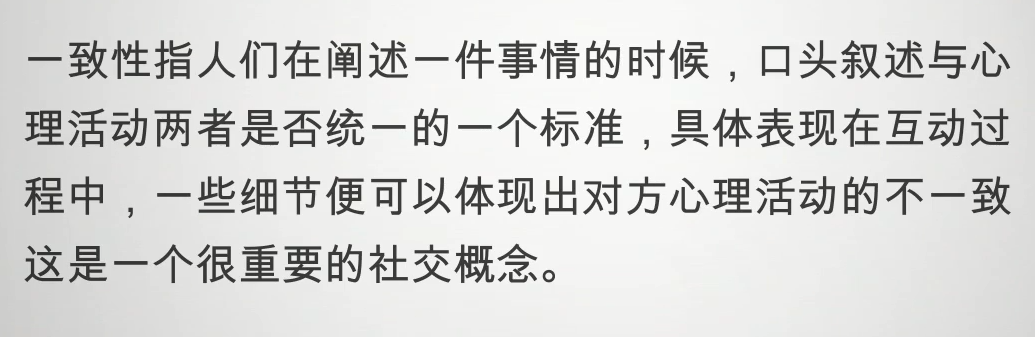 一致性指人们在阐述一件事情的时候，口头叙述与心
理活动两者是否统一的一个标准，具体表现在互动过
程中，一些细节便可以体现出对方心理活动的不一致
这是一个很重要的社交概念。